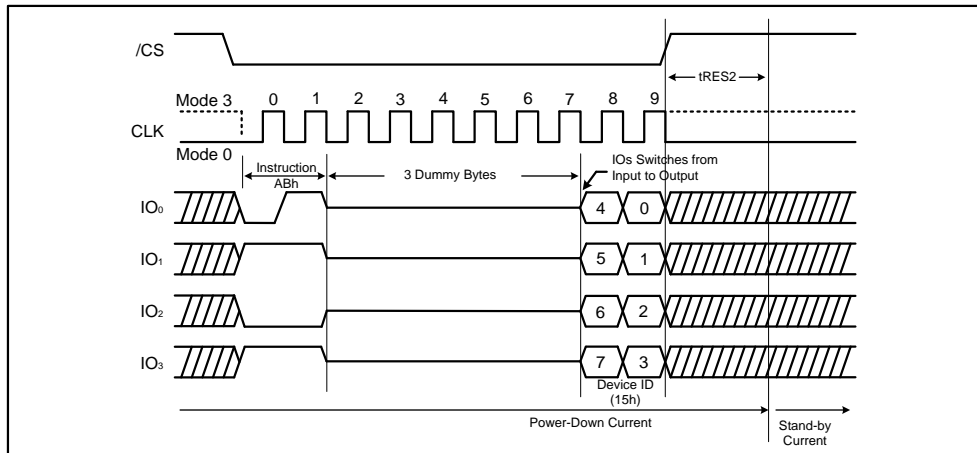 /CS
tRES2
Mode 3
0 1 2 3 4 5 6 7 8 9
CLK
Mode 0
Instruction
ABh
3 Dummy Bytes
IOs Switches from
Input to Output
IO₀
4 0
IO₁
5 1
IO₂
6 2
IO₃
7 3
Device ID
(15h)
Power-Down Current
Stand-by
Current